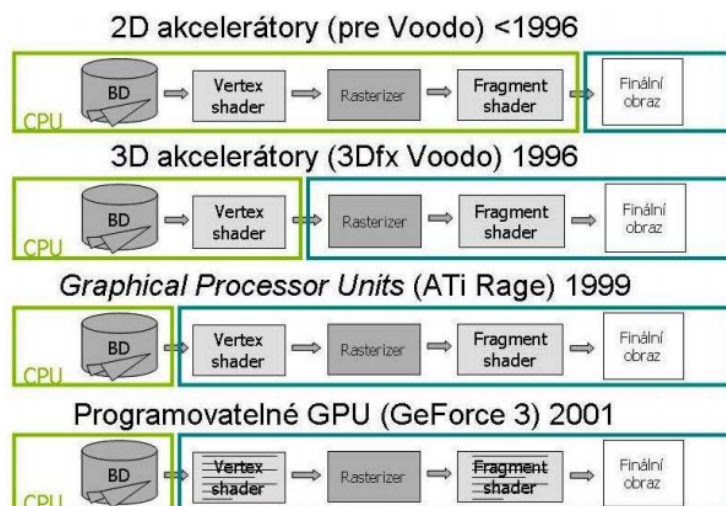 2D akcelerátory (pre Voodo) <1996
CPU
BD
Vertex
shader
Rasterizer
Fragment
shader
Finální
obraz
3D akcelerátory (3Dfx Voodo) 1996
CPU
BD
Vertex
shader
Rasterizer
Fragment
shader
Finální
obraz
Graphical Processor Units (ATi Rage) 1999
CPU
BD
Vertex
shader
Rasterizer
Fragment
shader
Finální
obraz
Programovatelné GPU (GeForce 3) 2001
CPU
BD
Vertex
shader
Rasterizer
Fragment
shader
Finální
obraz